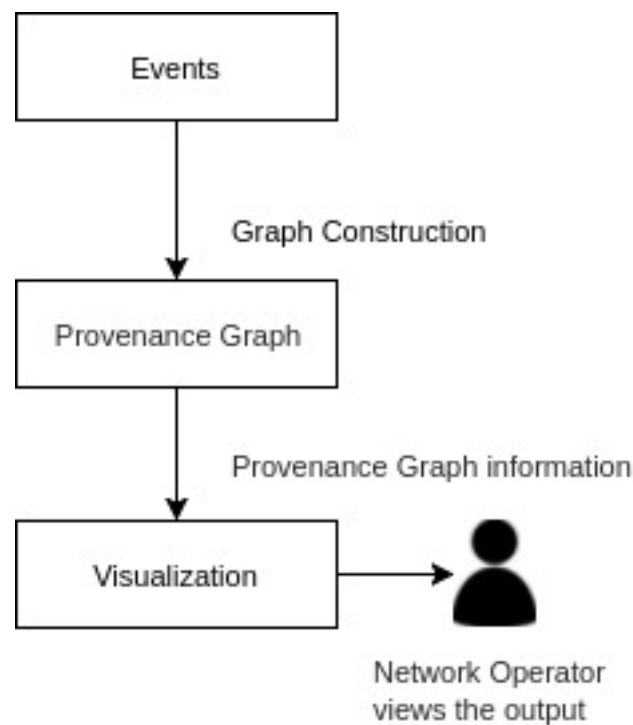 Events
Graph Construction
Provenance Graph
Provenance Graph information
Visualization
Network Operator
views the output